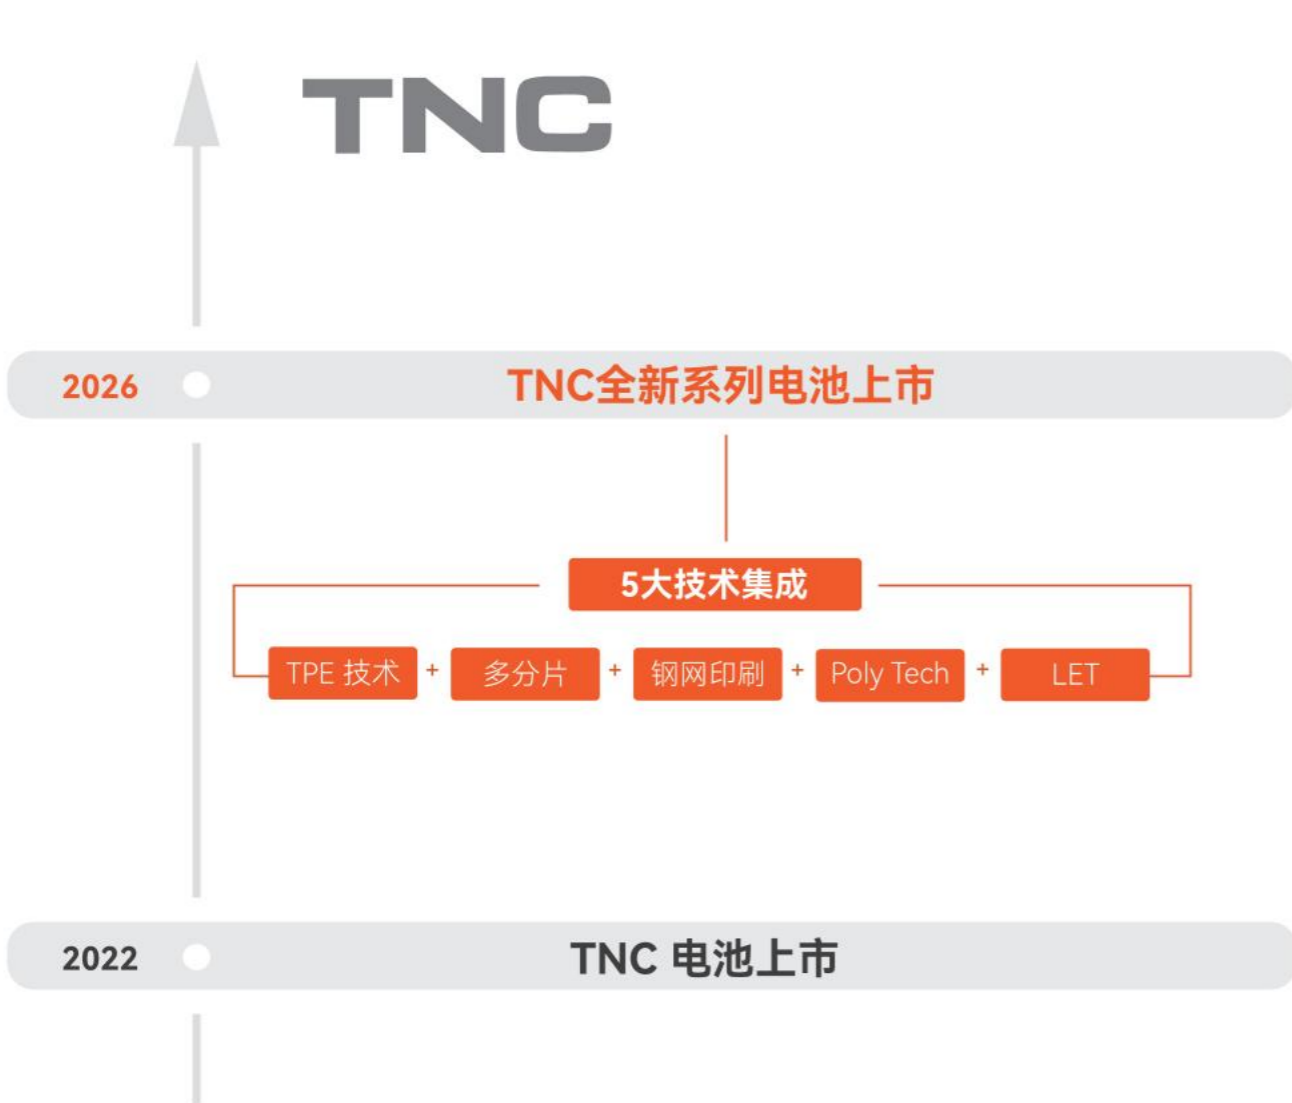 TNC
2026 TNC全新系列电池上市
5大技术集成
TPE 技术 + 多分片 + 钢网印刷 + Poly Tech + LET
2022 TNC 电池上市